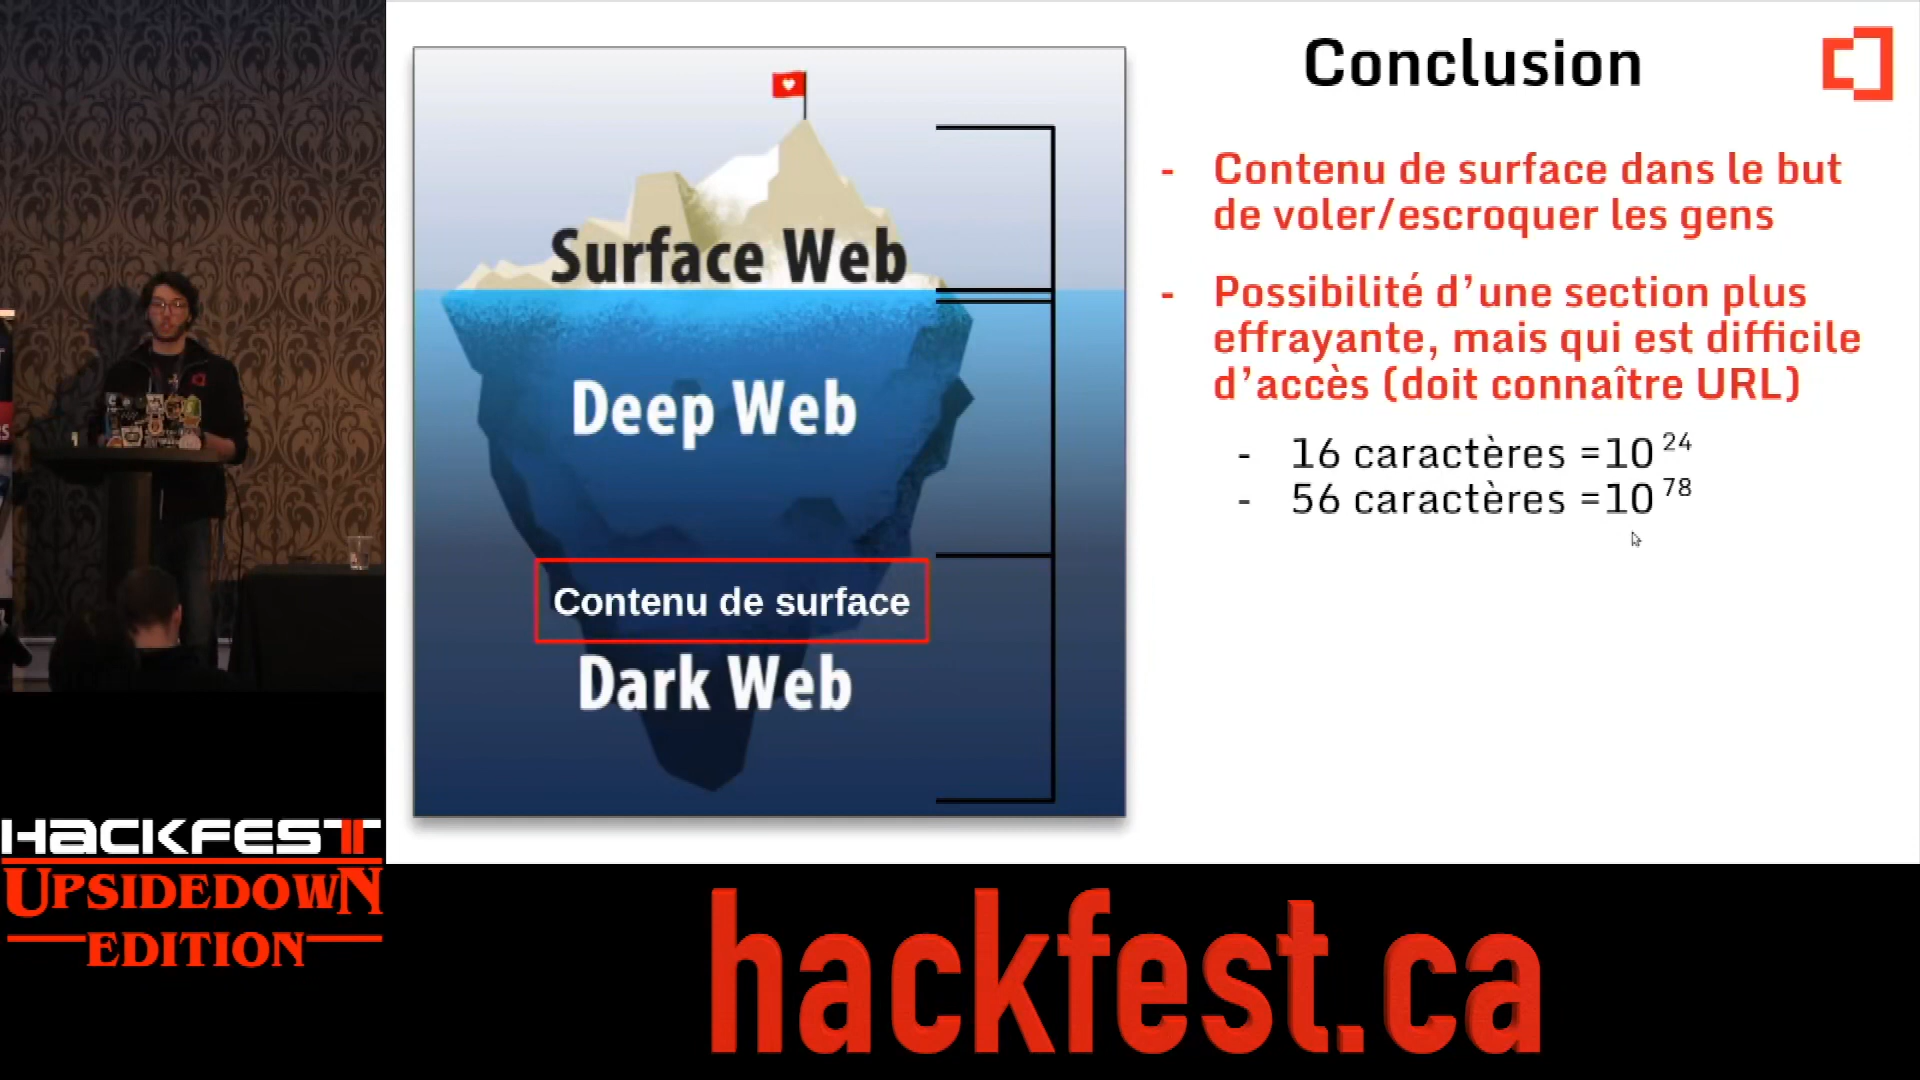 Conclusion
Surface Web
Deep Web
Contenu de surface
Dark Web
- Contenu de surface dans le but
de voler/escroquer les gens
- Possibilité d’une section plus
effrayante, mais qui est difficile
d’accès (doit connaître URL)
- 16 caractères =10^24
- 56 caractères =10^78
HACKFEST
UPSIDEDOWN
EDITION
hackfest.ca